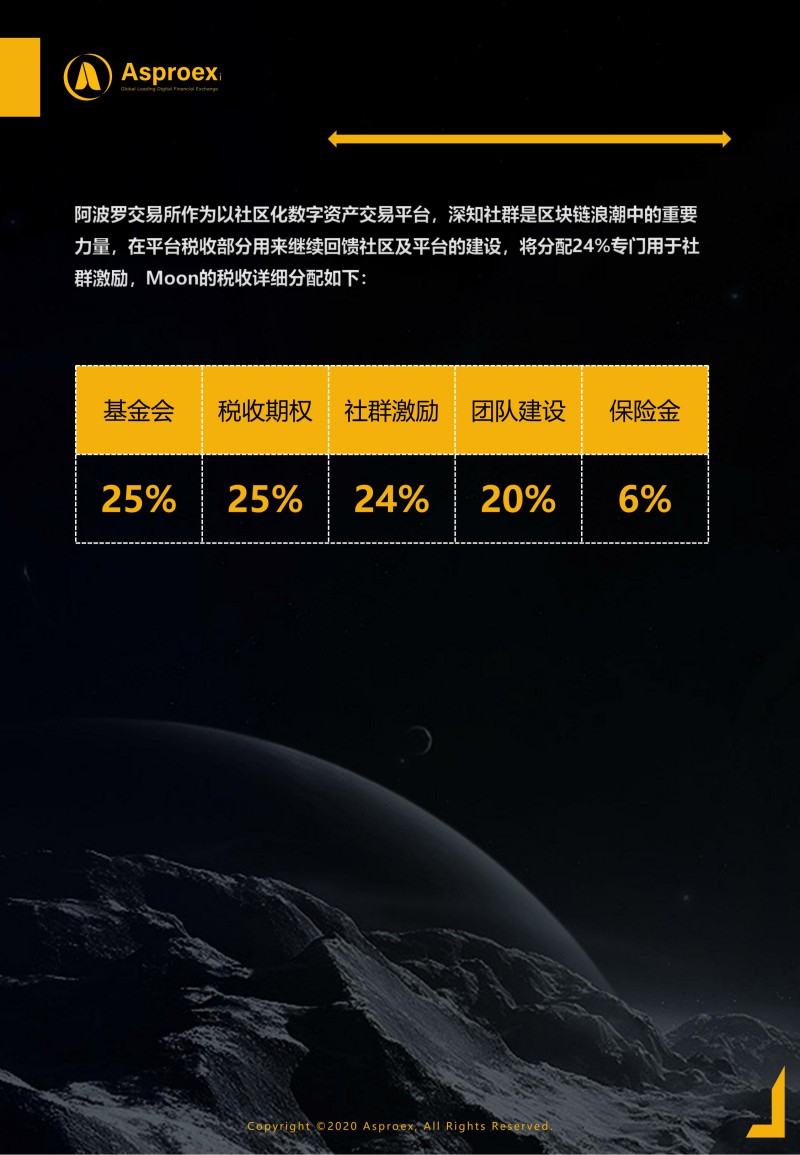 Asproex
Global Leading Digital Financial Exchange
阿波罗交易所作为以社区化数字资产交易平台，深知社群是区块链浪潮中的重要
力量，在平台税收部分用来继续回馈社区及平台的建设，将分配24%专门用于社
群激励，Moon的税收详细分配如下：
基金会 税收期权 社群激励 团队建设 保险金
25% 25% 24% 20% 6%
Copyright ©2020 Asproex, All Rights Reserved.